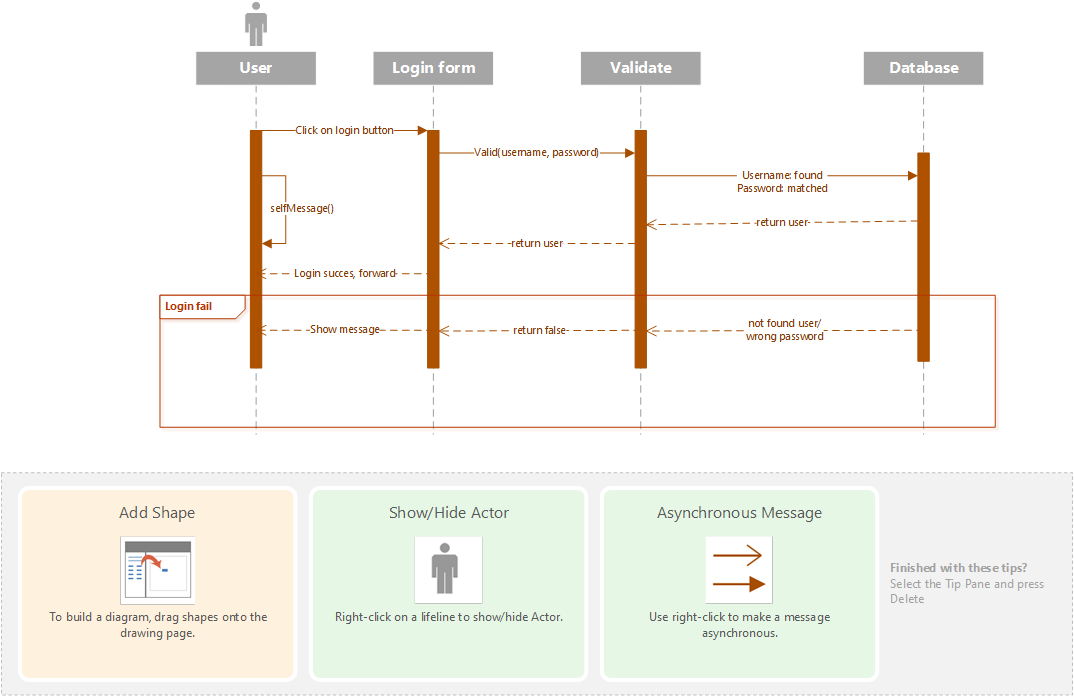 User
Login form
Validate
Database
Click on login button
Valid(username, password)
Username: found
Password: matched
selfMessage()
return user
return user
Login succes, forward
Login fail
Show message
return false
not found user/
wrong password
Add Shape
To build a diagram, drag shapes onto the
drawing page.
Show/Hide Actor
Right-click on a lifeline to show/hide Actor.
Asynchronous Message
Use right-click to make a message
asynchronous.
Finished with these tips?
Select the Tip Pane and press
Delete